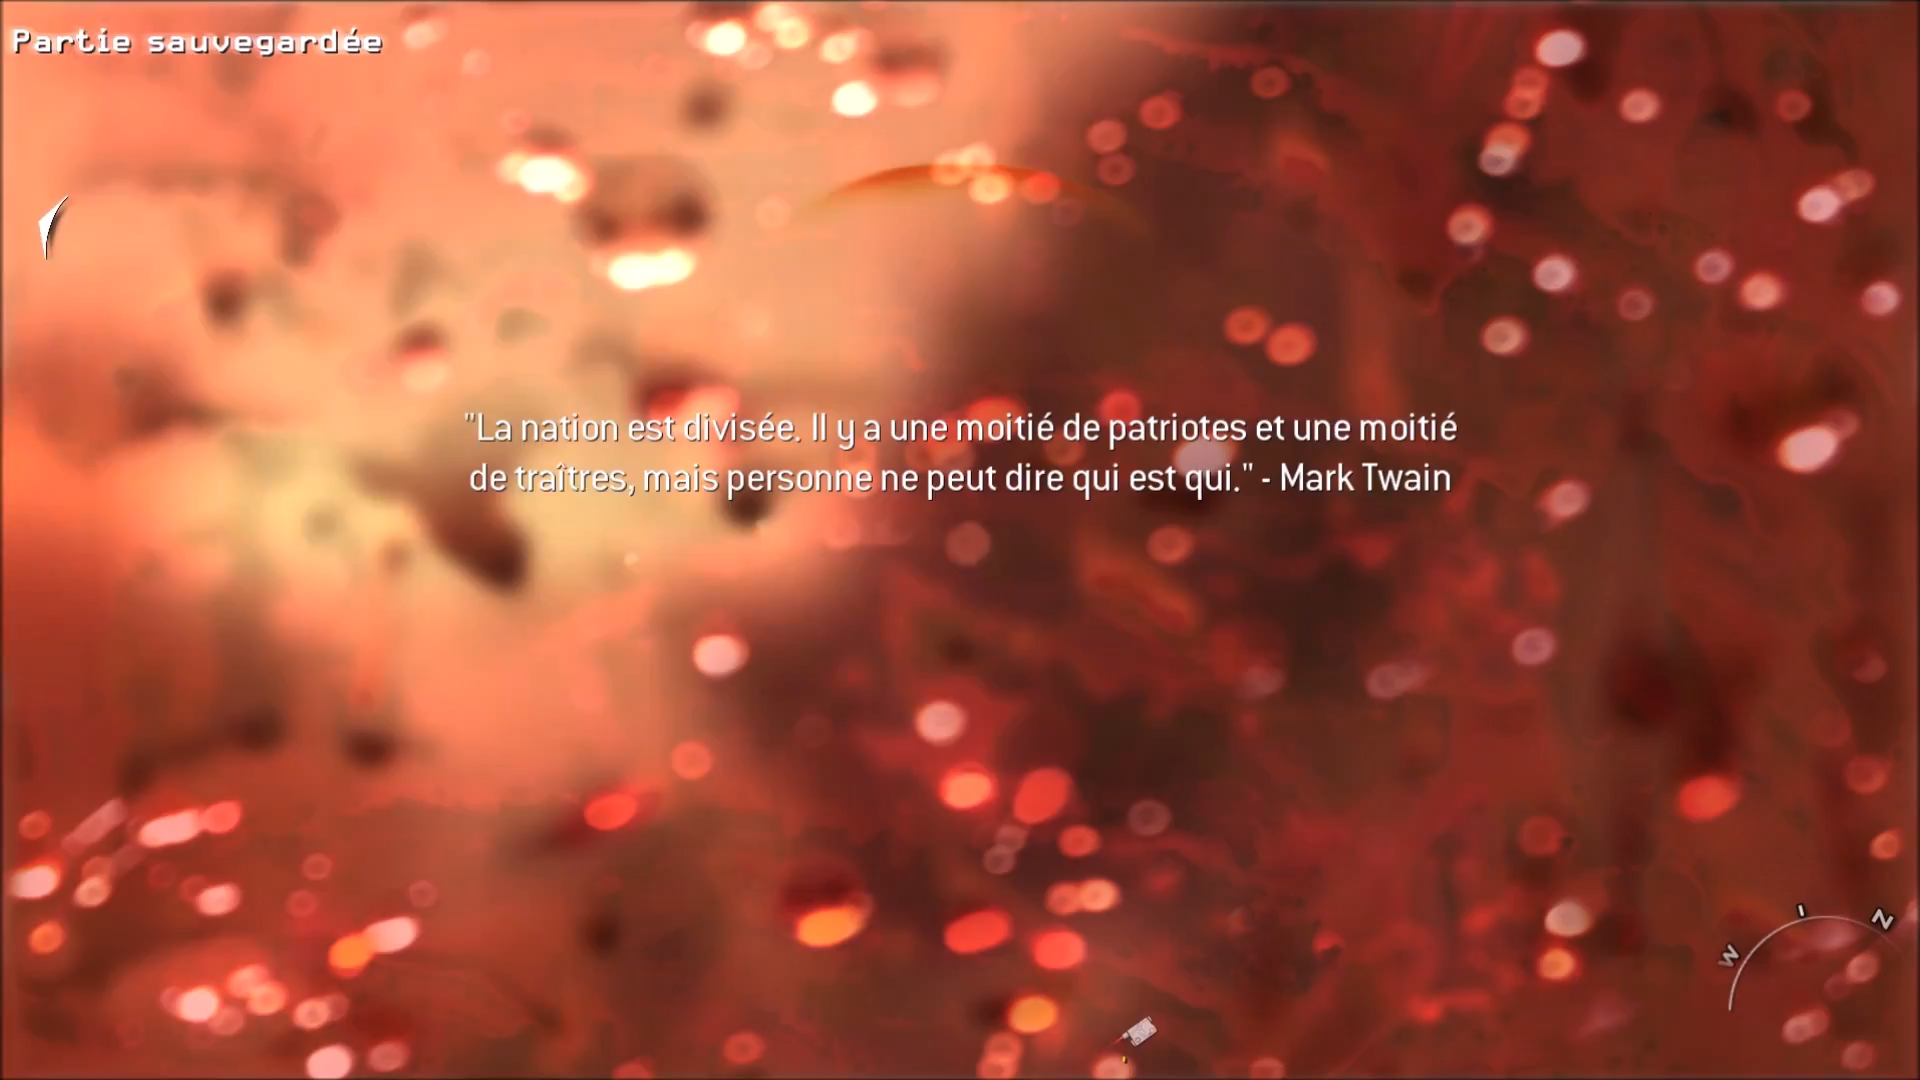 Partie sauvegardée
"La nation est divisée. Il y a une moitié de patriotes et une moitié
de traîtres, mais personne ne peut dire qui est qui." - Mark Twain
W
N